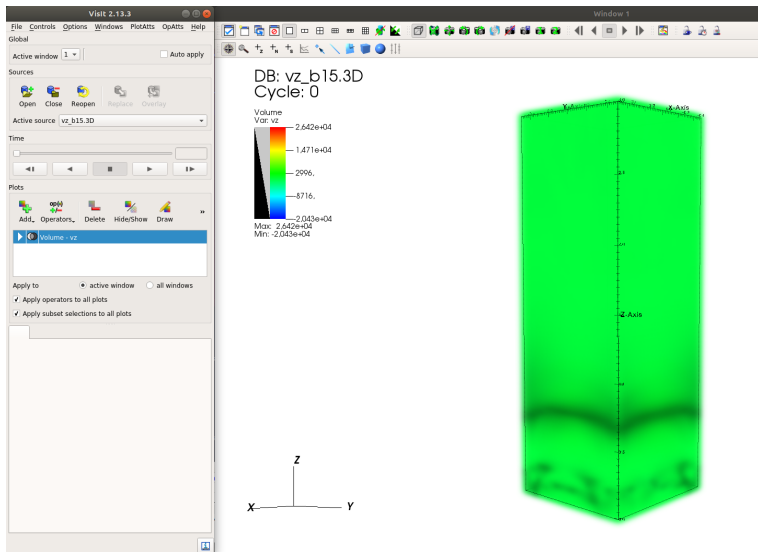 VisIt 2.13.3
File Controls Options Windows PlotAtts OpAtts Help
Global
Active window 1 Auto apply
Sources
Open Close Reopen Replace Overlay
Active source vz_b15.3D
Time
Plots
Add Operators Delete Hide/Show Draw »
Volume - vz
Apply to active window all windows
Apply operators to all plots
Apply subset selections to all plots
Window 1
DB: vz_b15.3D
Cycle: 0
Volume
Var: vz
2.642e+04
1.471e+04
2996.
-8716.
-2.043e+04
Max: 2.642e+04
Min: -2.043e+04
X-Axis
Z-Axis
Z
X
Y